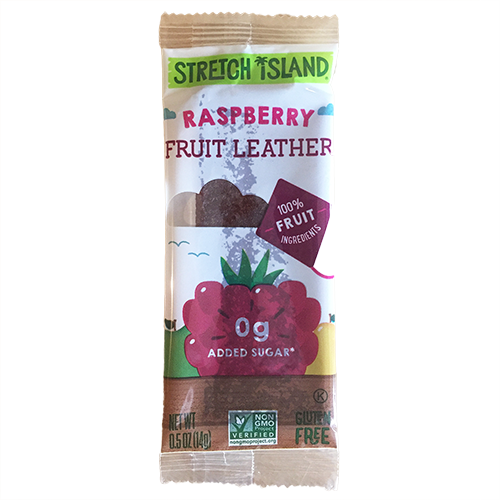 STRETCH ISLAND
RASPBERRY
FRUIT LEATHER
100%
FRUIT
INGREDIENTS
0g
ADDED SUGAR*
NET WT
0.5 OZ (14g)
NON
GMO
Project
VERIFIED
nongmoproject.org
K
GLUTEN
FREE